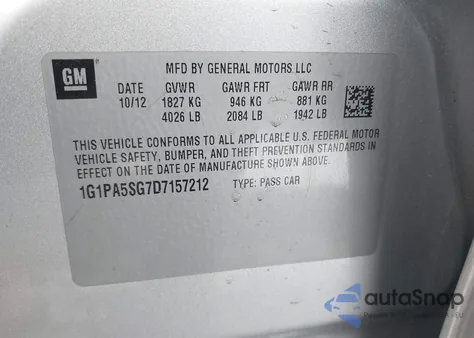 GM
MFD BY GENERAL MOTORS LLC
DATE GVWR GAWR FRT GAWR RR
10/12 1827 KG 946 KG 881 KG
4026 LB 2084 LB 1942 LB
THIS VEHICLE CONFORMS TO ALL APPLICABLE U.S. FEDERAL MOTOR
VEHICLE SAFETY, BUMPER, AND THEFT PREVENTION STANDARDS IN
EFFECT ON THE DATE OF MANUFACTURE SHOWN ABOVE.
1G1PA5SG7D7157212 TYPE: PASS CAR
autoSnap